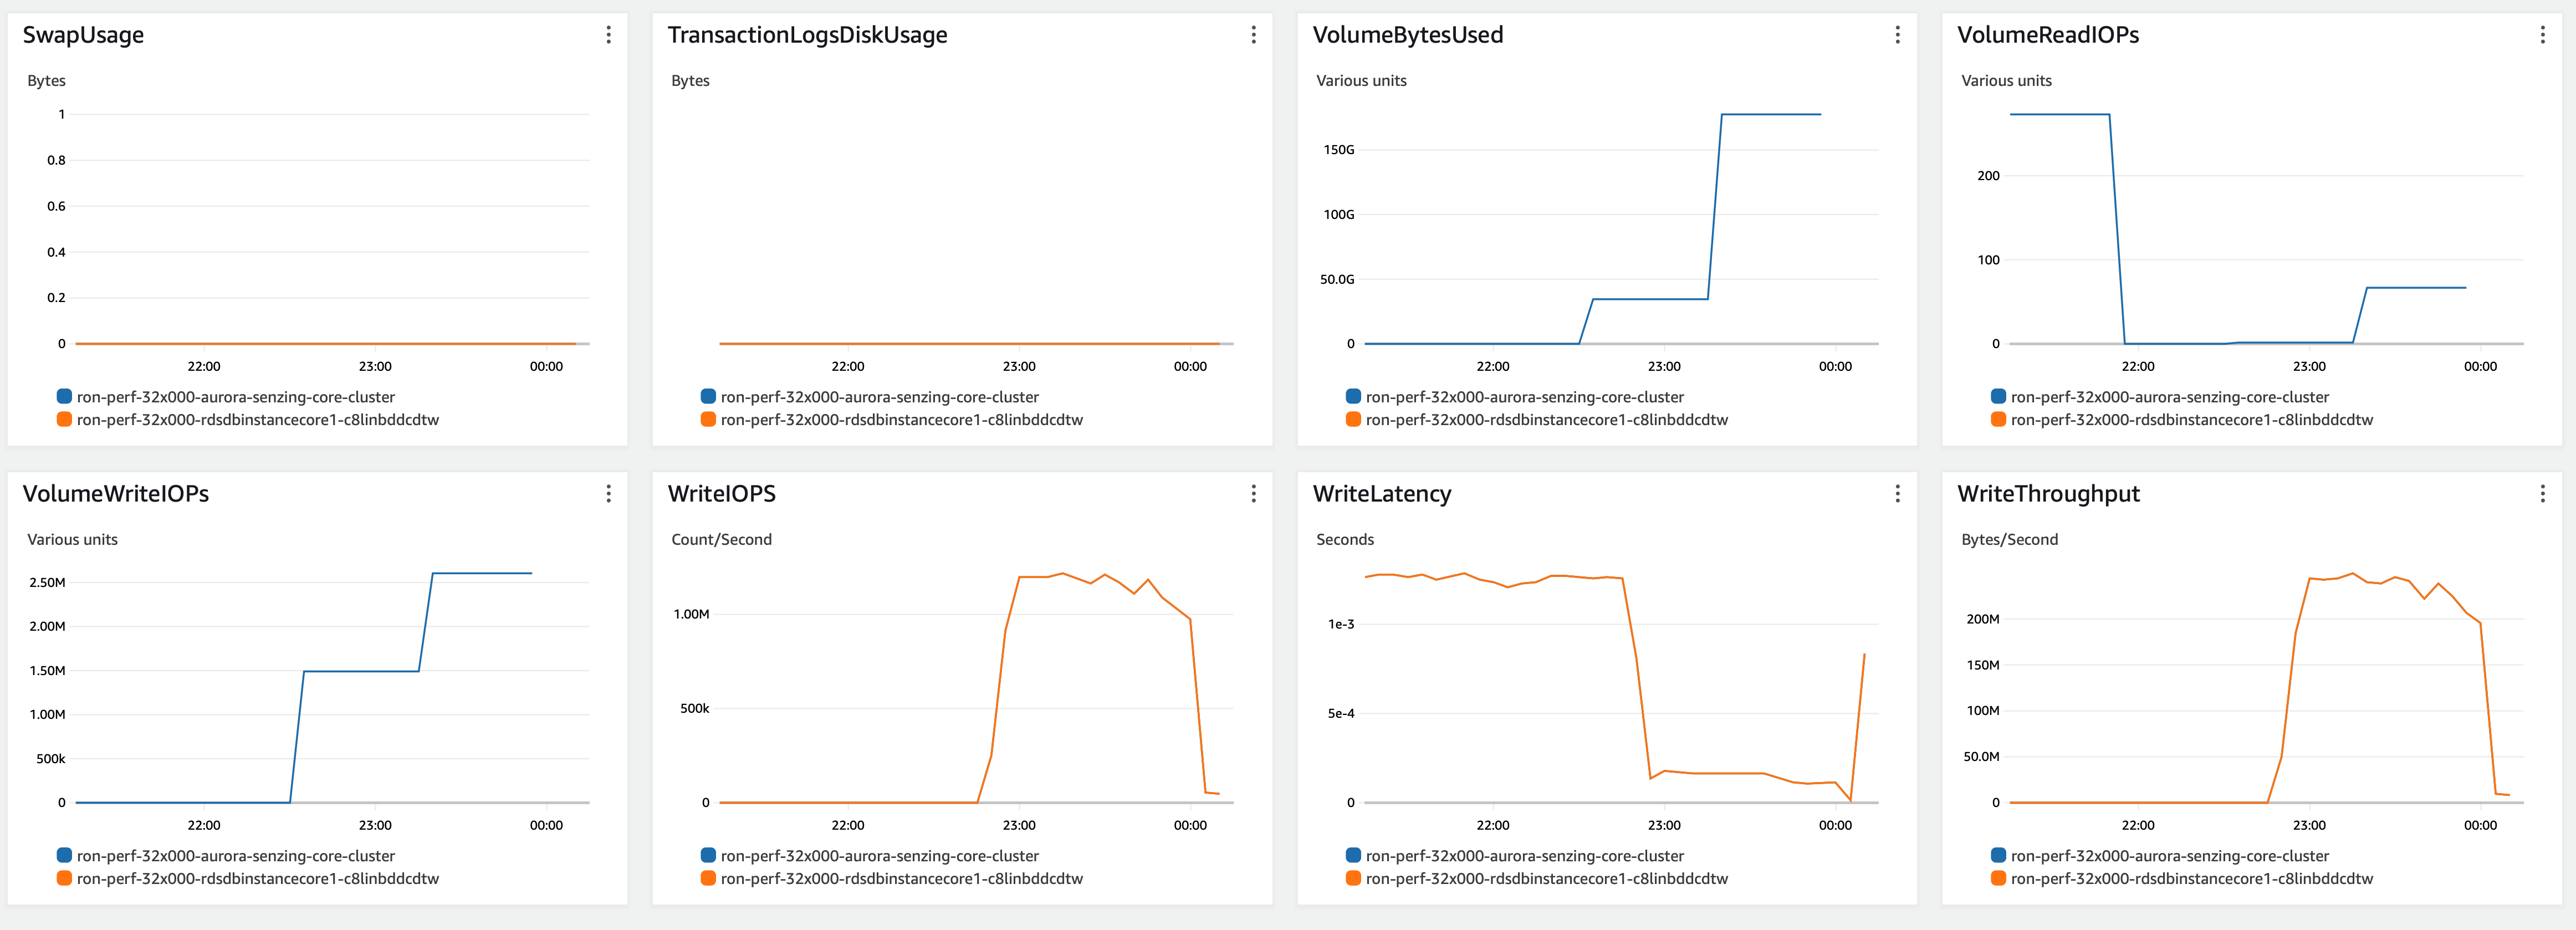 SwapUsage
Bytes
1
0.8
0.6
0.4
0.2
0
22:00 23:00 00:00
ron-perf-32x000-aurora-senzing-core-cluster
ron-perf-32x000-rdsdbinstancecore1-c8linbddcdtw
TransactionLogsDiskUsage
Bytes
22:00 23:00 00:00
ron-perf-32x000-aurora-senzing-core-cluster
ron-perf-32x000-rdsdbinstancecore1-c8linbddcdtw
VolumeBytesUsed
Various units
150G
100G
50.0G
0
22:00 23:00 00:00
ron-perf-32x000-aurora-senzing-core-cluster
ron-perf-32x000-rdsdbinstancecore1-c8linbddcdtw
VolumeReadIOPs
Various units
200
100
0
22:00 23:00 00:00
ron-perf-32x000-aurora-senzing-core-cluster
ron-perf-32x000-rdsdbinstancecore1-c8linbddcdtw
VolumeWriteIOPs
Various units
2.50M
2.00M
1.50M
1.00M
500k
0
22:00 23:00 00:00
ron-perf-32x000-aurora-senzing-core-cluster
ron-perf-32x000-rdsdbinstancecore1-c8linbddcdtw
WriteIOPS
Count/Second
1.00M
500k
0
22:00 23:00 00:00
ron-perf-32x000-aurora-senzing-core-cluster
ron-perf-32x000-rdsdbinstancecore1-c8linbddcdtw
WriteLatency
Seconds
1e-3
5e-4
0
22:00 23:00 00:00
ron-perf-32x000-aurora-senzing-core-cluster
ron-perf-32x000-rdsdbinstancecore1-c8linbddcdtw
WriteThroughput
Bytes/Second
200M
150M
100M
50.0M
0
22:00 23:00 00:00
ron-perf-32x000-aurora-senzing-core-cluster
ron-perf-32x000-rdsdbinstancecore1-c8linbddcdtw